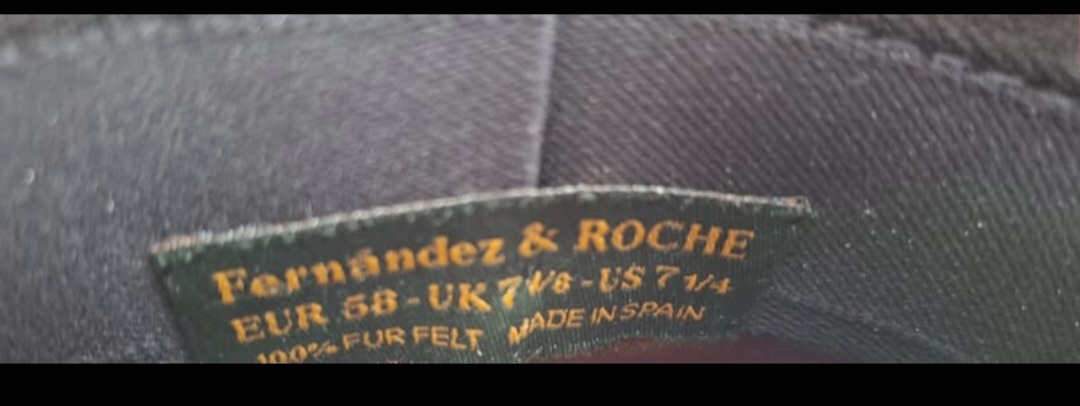 Fernández & ROCHE
EUR 58 - UK 7 1/8 - US 7 1/4
100% FUR FELT MADE IN SPAIN